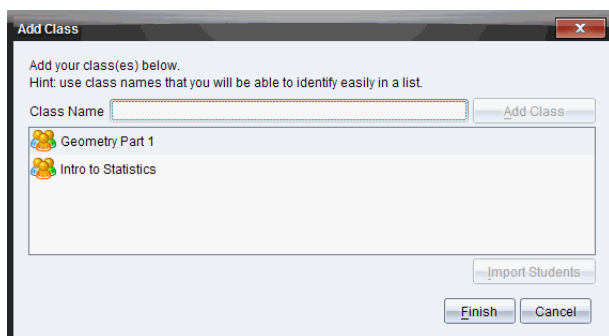 Add Class
Add your class(es) below.
Hint: use class names that you will be able to identify easily in a list.
Class Name
Add Class
Geometry Part 1
Intro to Statistics
Import Students
Finish Cancel